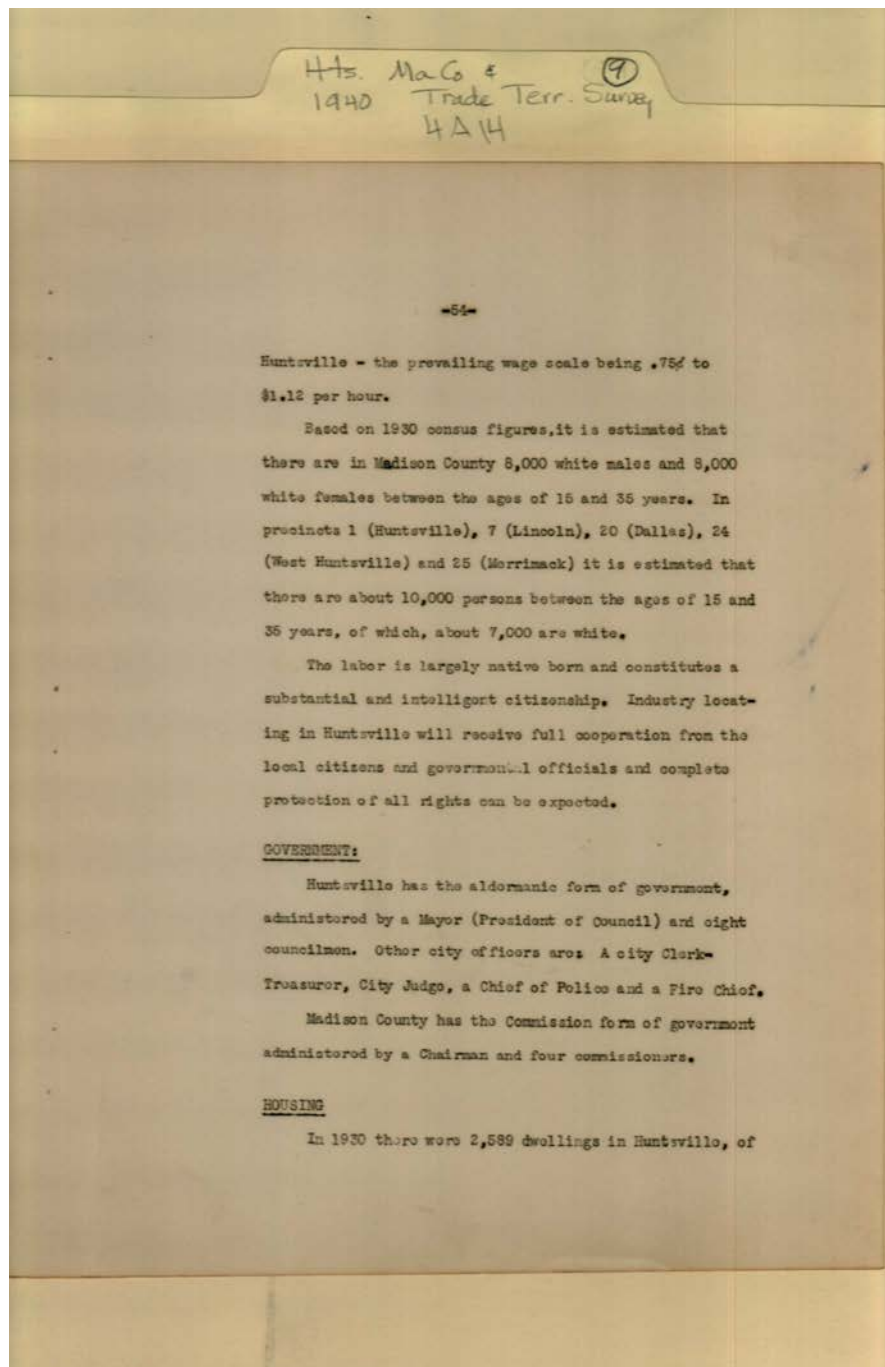 Hts. Ma Co & 9
1940 Trade Terr. Survey
4A14
-54-
Huntsville - the prevailing wage scale being .75¢ to
$1.12 per hour.
Based on 1930 census figures, it is estimated that
there are in Madison County 8,000 white males and 8,000
white females between the ages of 15 and 35 years. In
precincts 1 (Huntsville), 7 (Lincoln), 20 (Dallas), 24
(West Huntsville) and 25 (Merrimack) it is estimated that
there are about 10,000 persons between the ages of 15 and
35 years, of which, about 7,000 are white.
The labor is largely native born and constitutes a
substantial and intelligent citizenship. Industry locat-
ing in Huntsville will receive full cooperation from the
local citizens and governmental officials and complete
protection of all rights can be expected.
GOVERNMENT:
Huntsville has the aldermanic form of government,
administered by a Mayor (President of Council) and eight
councilmen. Other city officers are: A city Clerk-
Treasurer, City Judge, a Chief of Police and a Fire Chief.
Madison County has the Commission form of government
administered by a Chairman and four commissioners.
HOUSING
In 1930 there were 2,589 dwellings in Huntsville, of